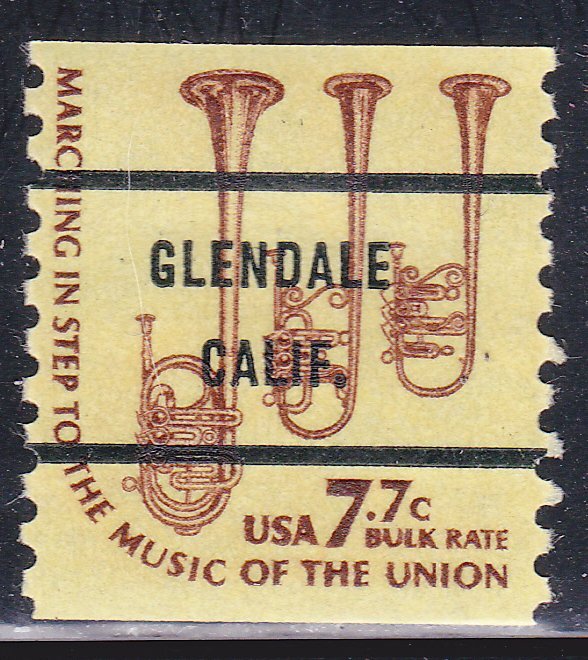 MARCHING IN STEP TO THE MUSIC OF THE UNION
GLENDALE
CALIF.
USA 7.7c
BULK RATE